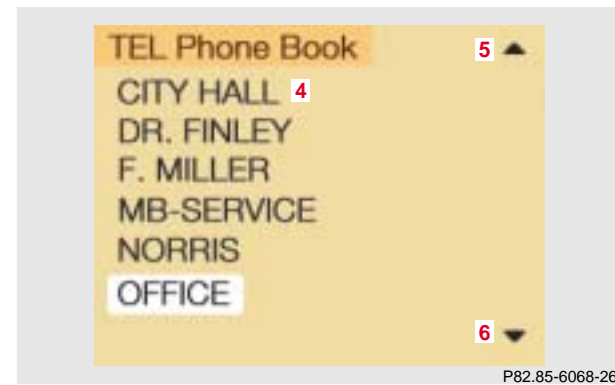 TEL Phone Book 5
CITY HALL 4
DR. FINLEY
F. MILLER
MB-SERVICE
NORRIS
OFFICE
6
P82.85-6068-26